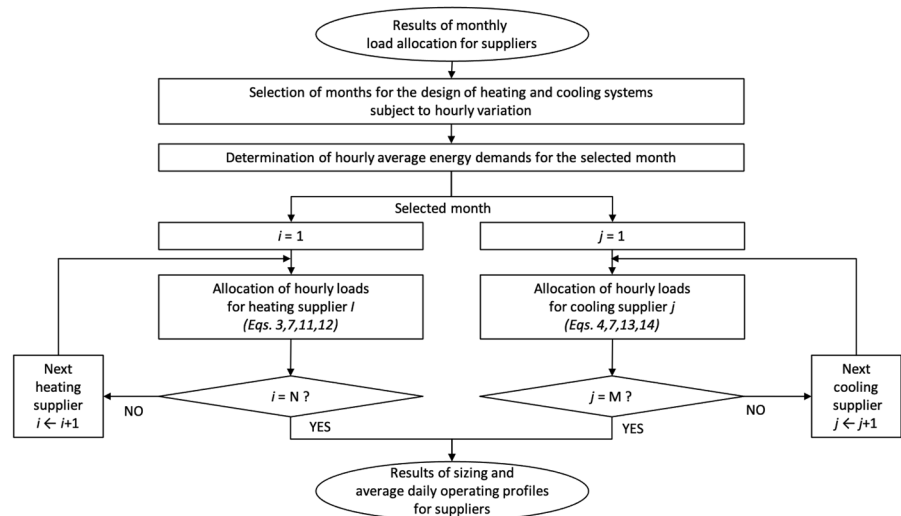 Results of monthly
load allocation for suppliers
Selection of months for the design of heating and cooling systems
subject to hourly variation
Determination of hourly average energy demands for the selected month
Selected month
i = 1
j = 1
Allocation of hourly loads
for heating supplier I
(Eqs. 3,7,11,12)
Allocation of hourly loads
for cooling supplier j
(Eqs. 4,7,13,14)
Next
heating
supplier
i ← i+1
NO
i = N ?
YES
j = M ?
YES
NO
Next
cooling
supplier
j ← j+1
Results of sizing and
average daily operating profiles
for suppliers